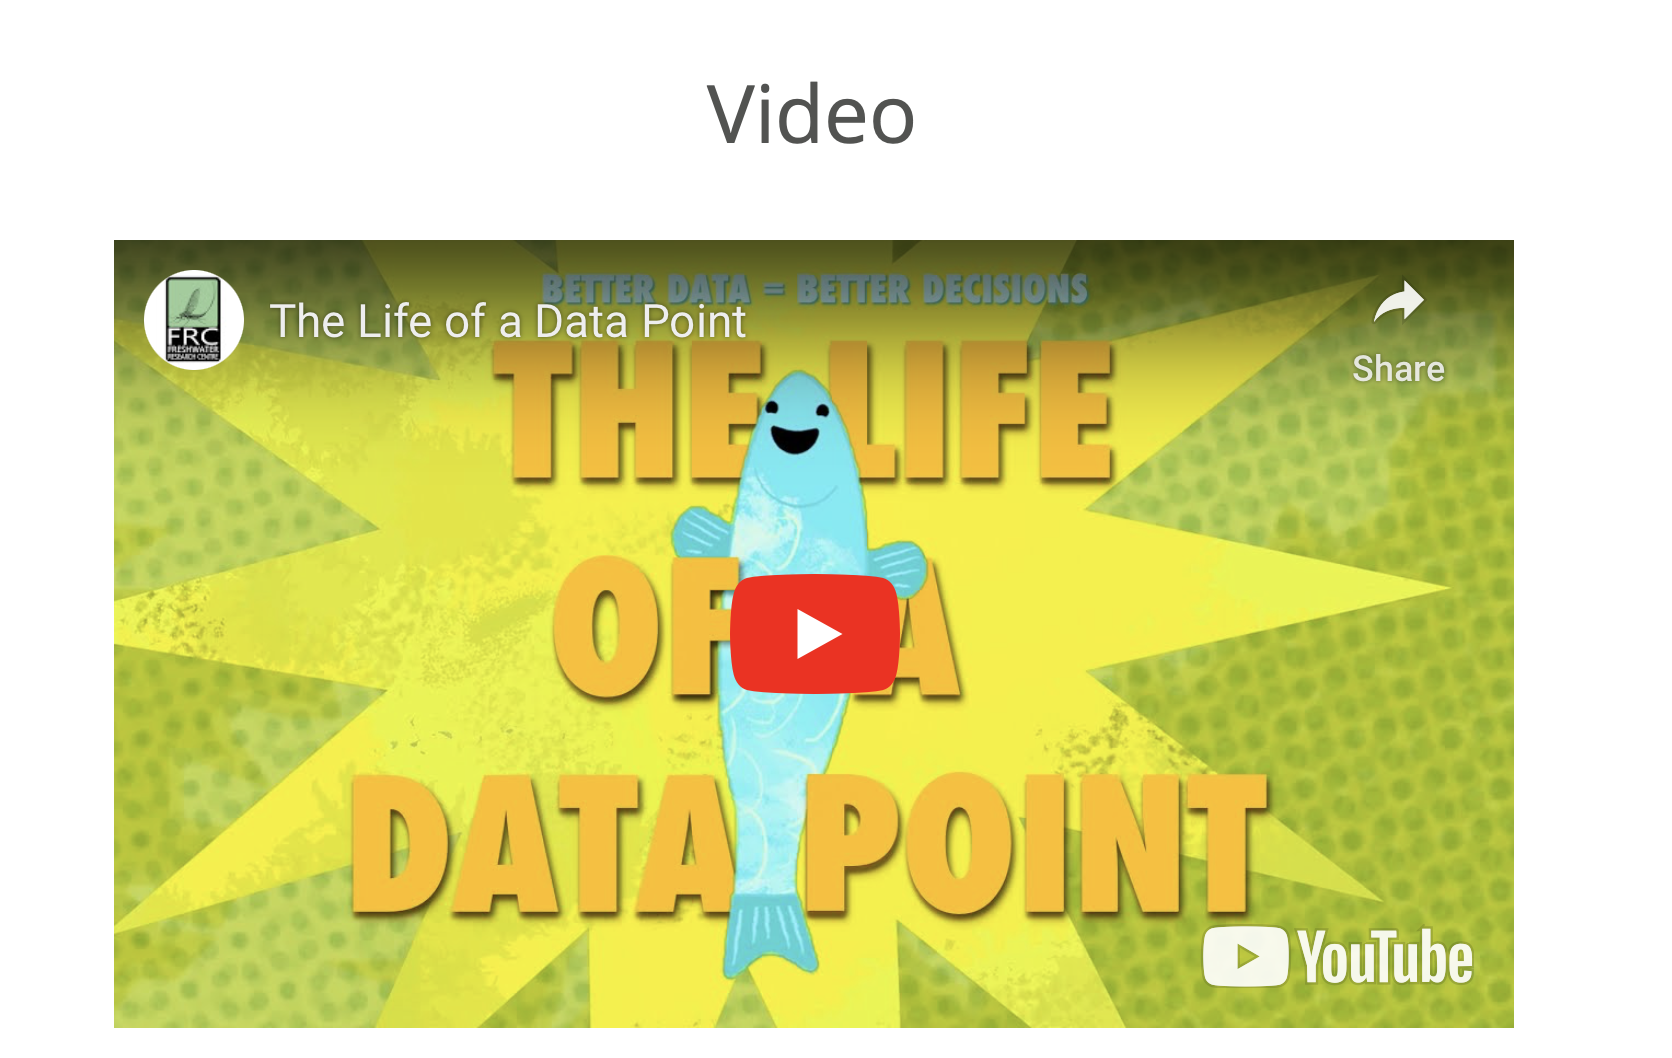 Video
BETTER DATA = BETTER DECISIONS
The Life of a Data Point
Share
FRC
FRESHWATER
RESEARCH CENTRE
THE LIFE
OF A
DATA POINT
YouTube